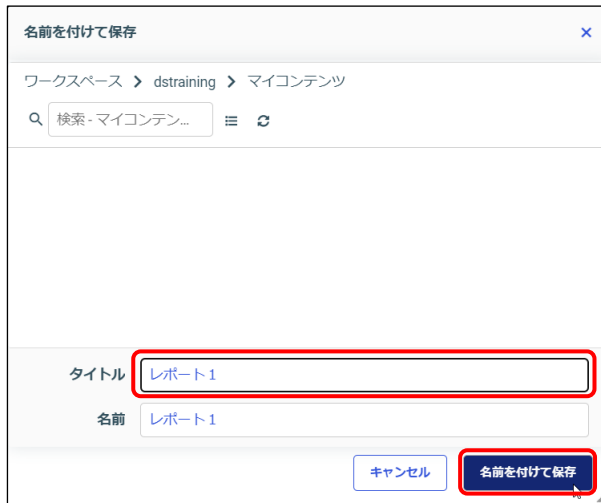 名前を付けて保存 ×
ワークスペース > dstraining > マイコンテンツ
検索 - マイコンテン...
タイトル レポート1
名前 レポート1
キャンセル 名前を付けて保存